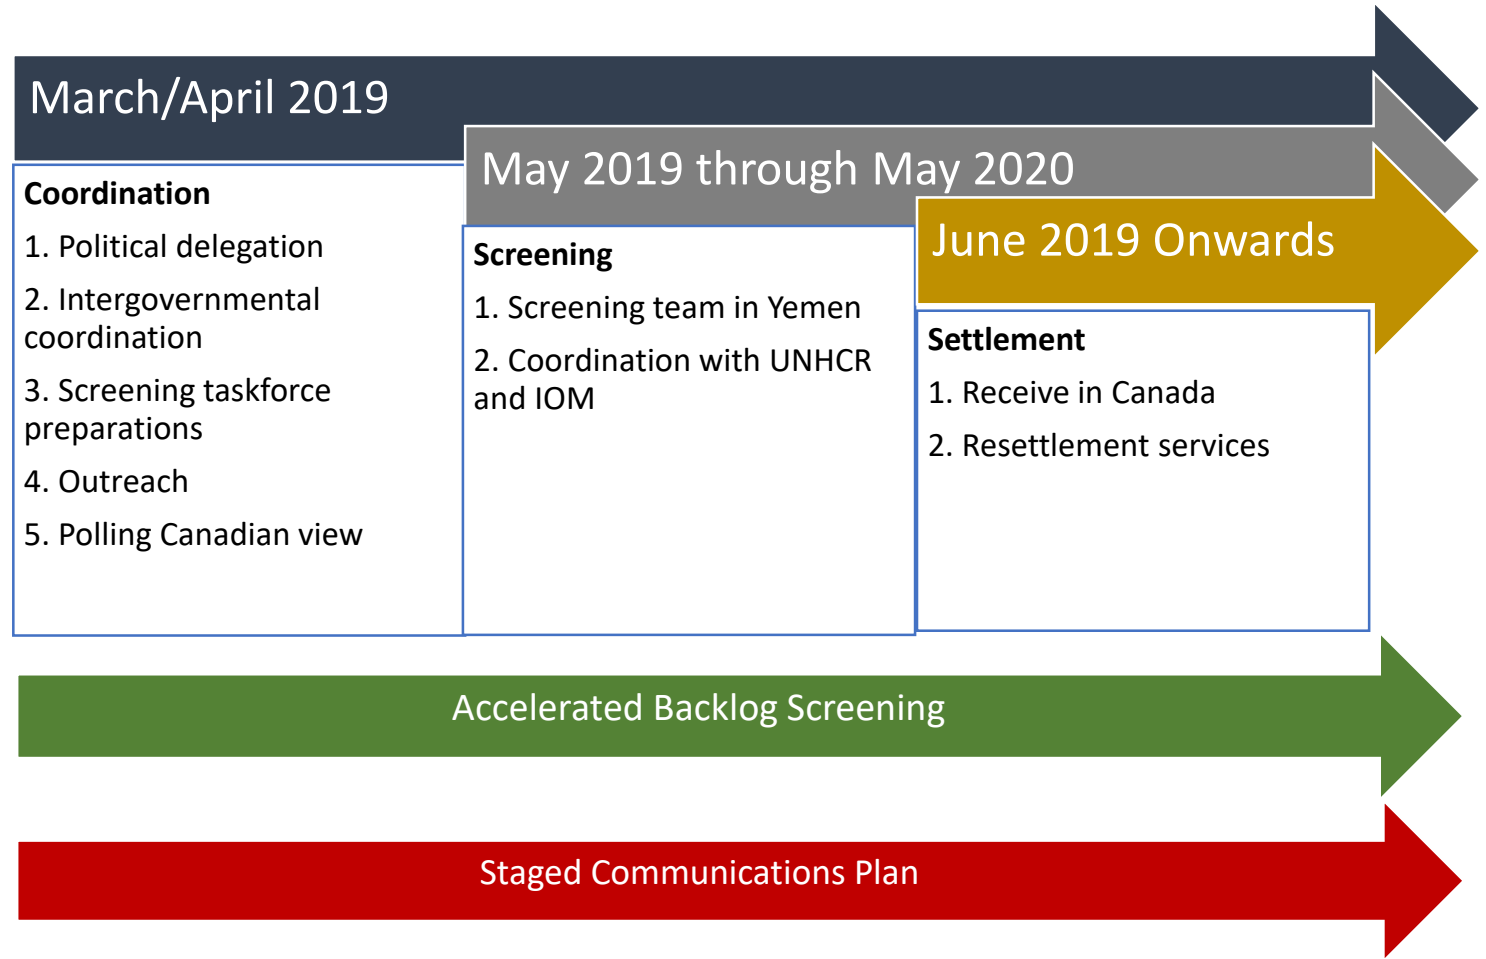 March/April 2019
Coordination
1. Political delegation
2. Intergovernmental
coordination
3. Screening taskforce
preparations
4. Outreach
5. Polling Canadian view
May 2019 through May 2020
Screening
1. Screening team in Yemen
2. Coordination with UNHCR
and IOM
June 2019 Onwards
Settlement
1. Receive in Canada
2. Resettlement services
Accelerated Backlog Screening
Staged Communications Plan